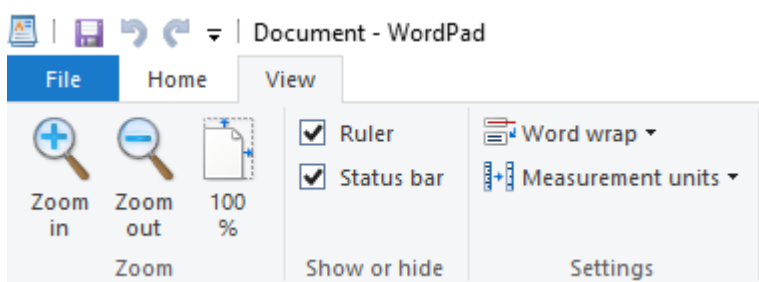 Document - WordPad
File Home View
Ruler Word wrap
Status bar Measurement units
Zoom in Zoom out 100 %
Zoom Show or hide Settings